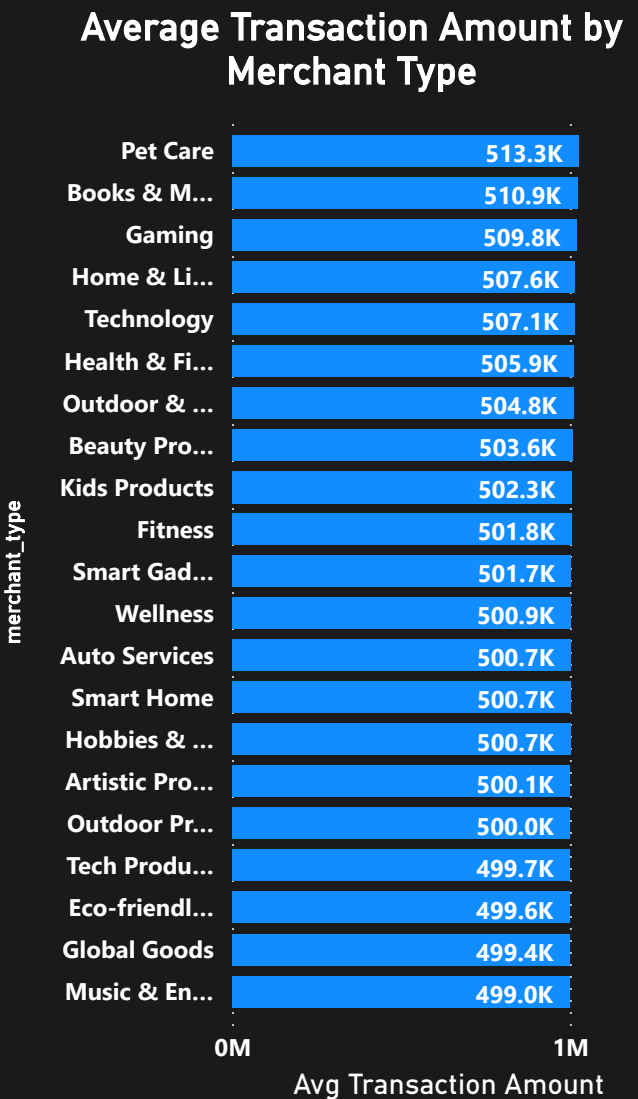 Average Transaction Amount by
Merchant Type
Pet Care 513.3K
Books & M... 510.9K
Gaming 509.8K
Home & Li... 507.6K
Technology 507.1K
Health & Fi... 505.9K
Outdoor & ... 504.8K
Beauty Pro... 503.6K
Kids Products 502.3K
Fitness 501.8K
Smart Gad... 501.7K
Wellness 500.9K
Auto Services 500.7K
Smart Home 500.7K
Hobbies & ... 500.7K
Artistic Pro... 500.1K
Outdoor Pr... 500.0K
Tech Produ... 499.7K
Eco-friendl... 499.6K
Global Goods 499.4K
Music & En... 499.0K
merchant_type
0M 1M
Avg Transaction Amount